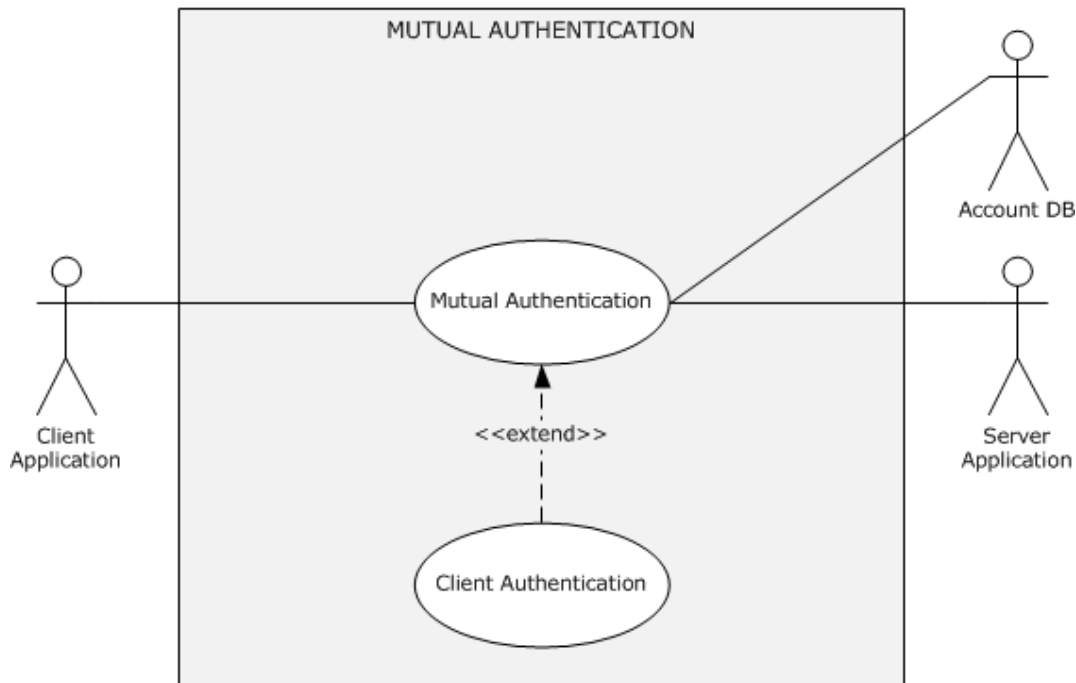 MUTUAL AUTHENTICATION
Account DB
Mutual Authentication
Client
Application
<<extend>>
Server
Application
Client Authentication